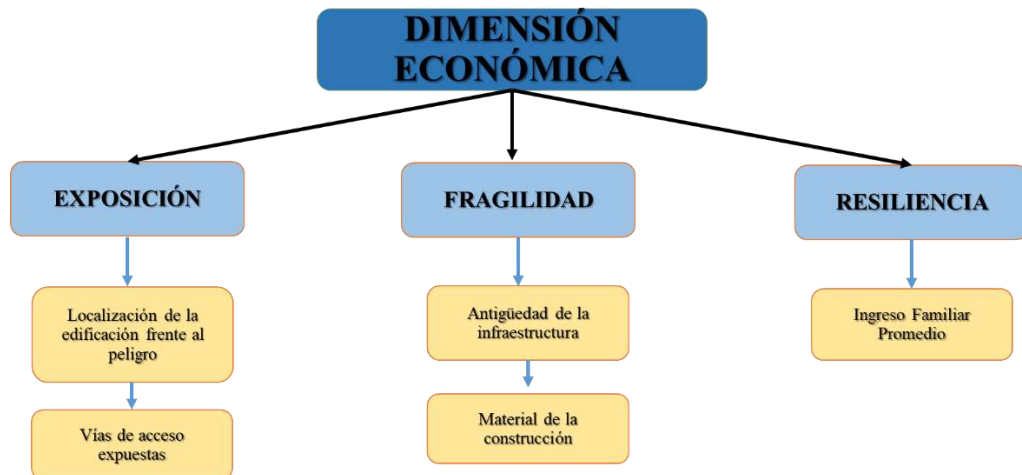 DIMENSIÓN
ECONÓMICA
EXPOSICIÓN
FRAGILIDAD
RESILIENCIA
Localización de la
edificación frente al
peligro
Antigüedad de la
infraestructura
Ingreso Familiar
Promedio
Vías de acceso
expuestas
Material de la
construcción